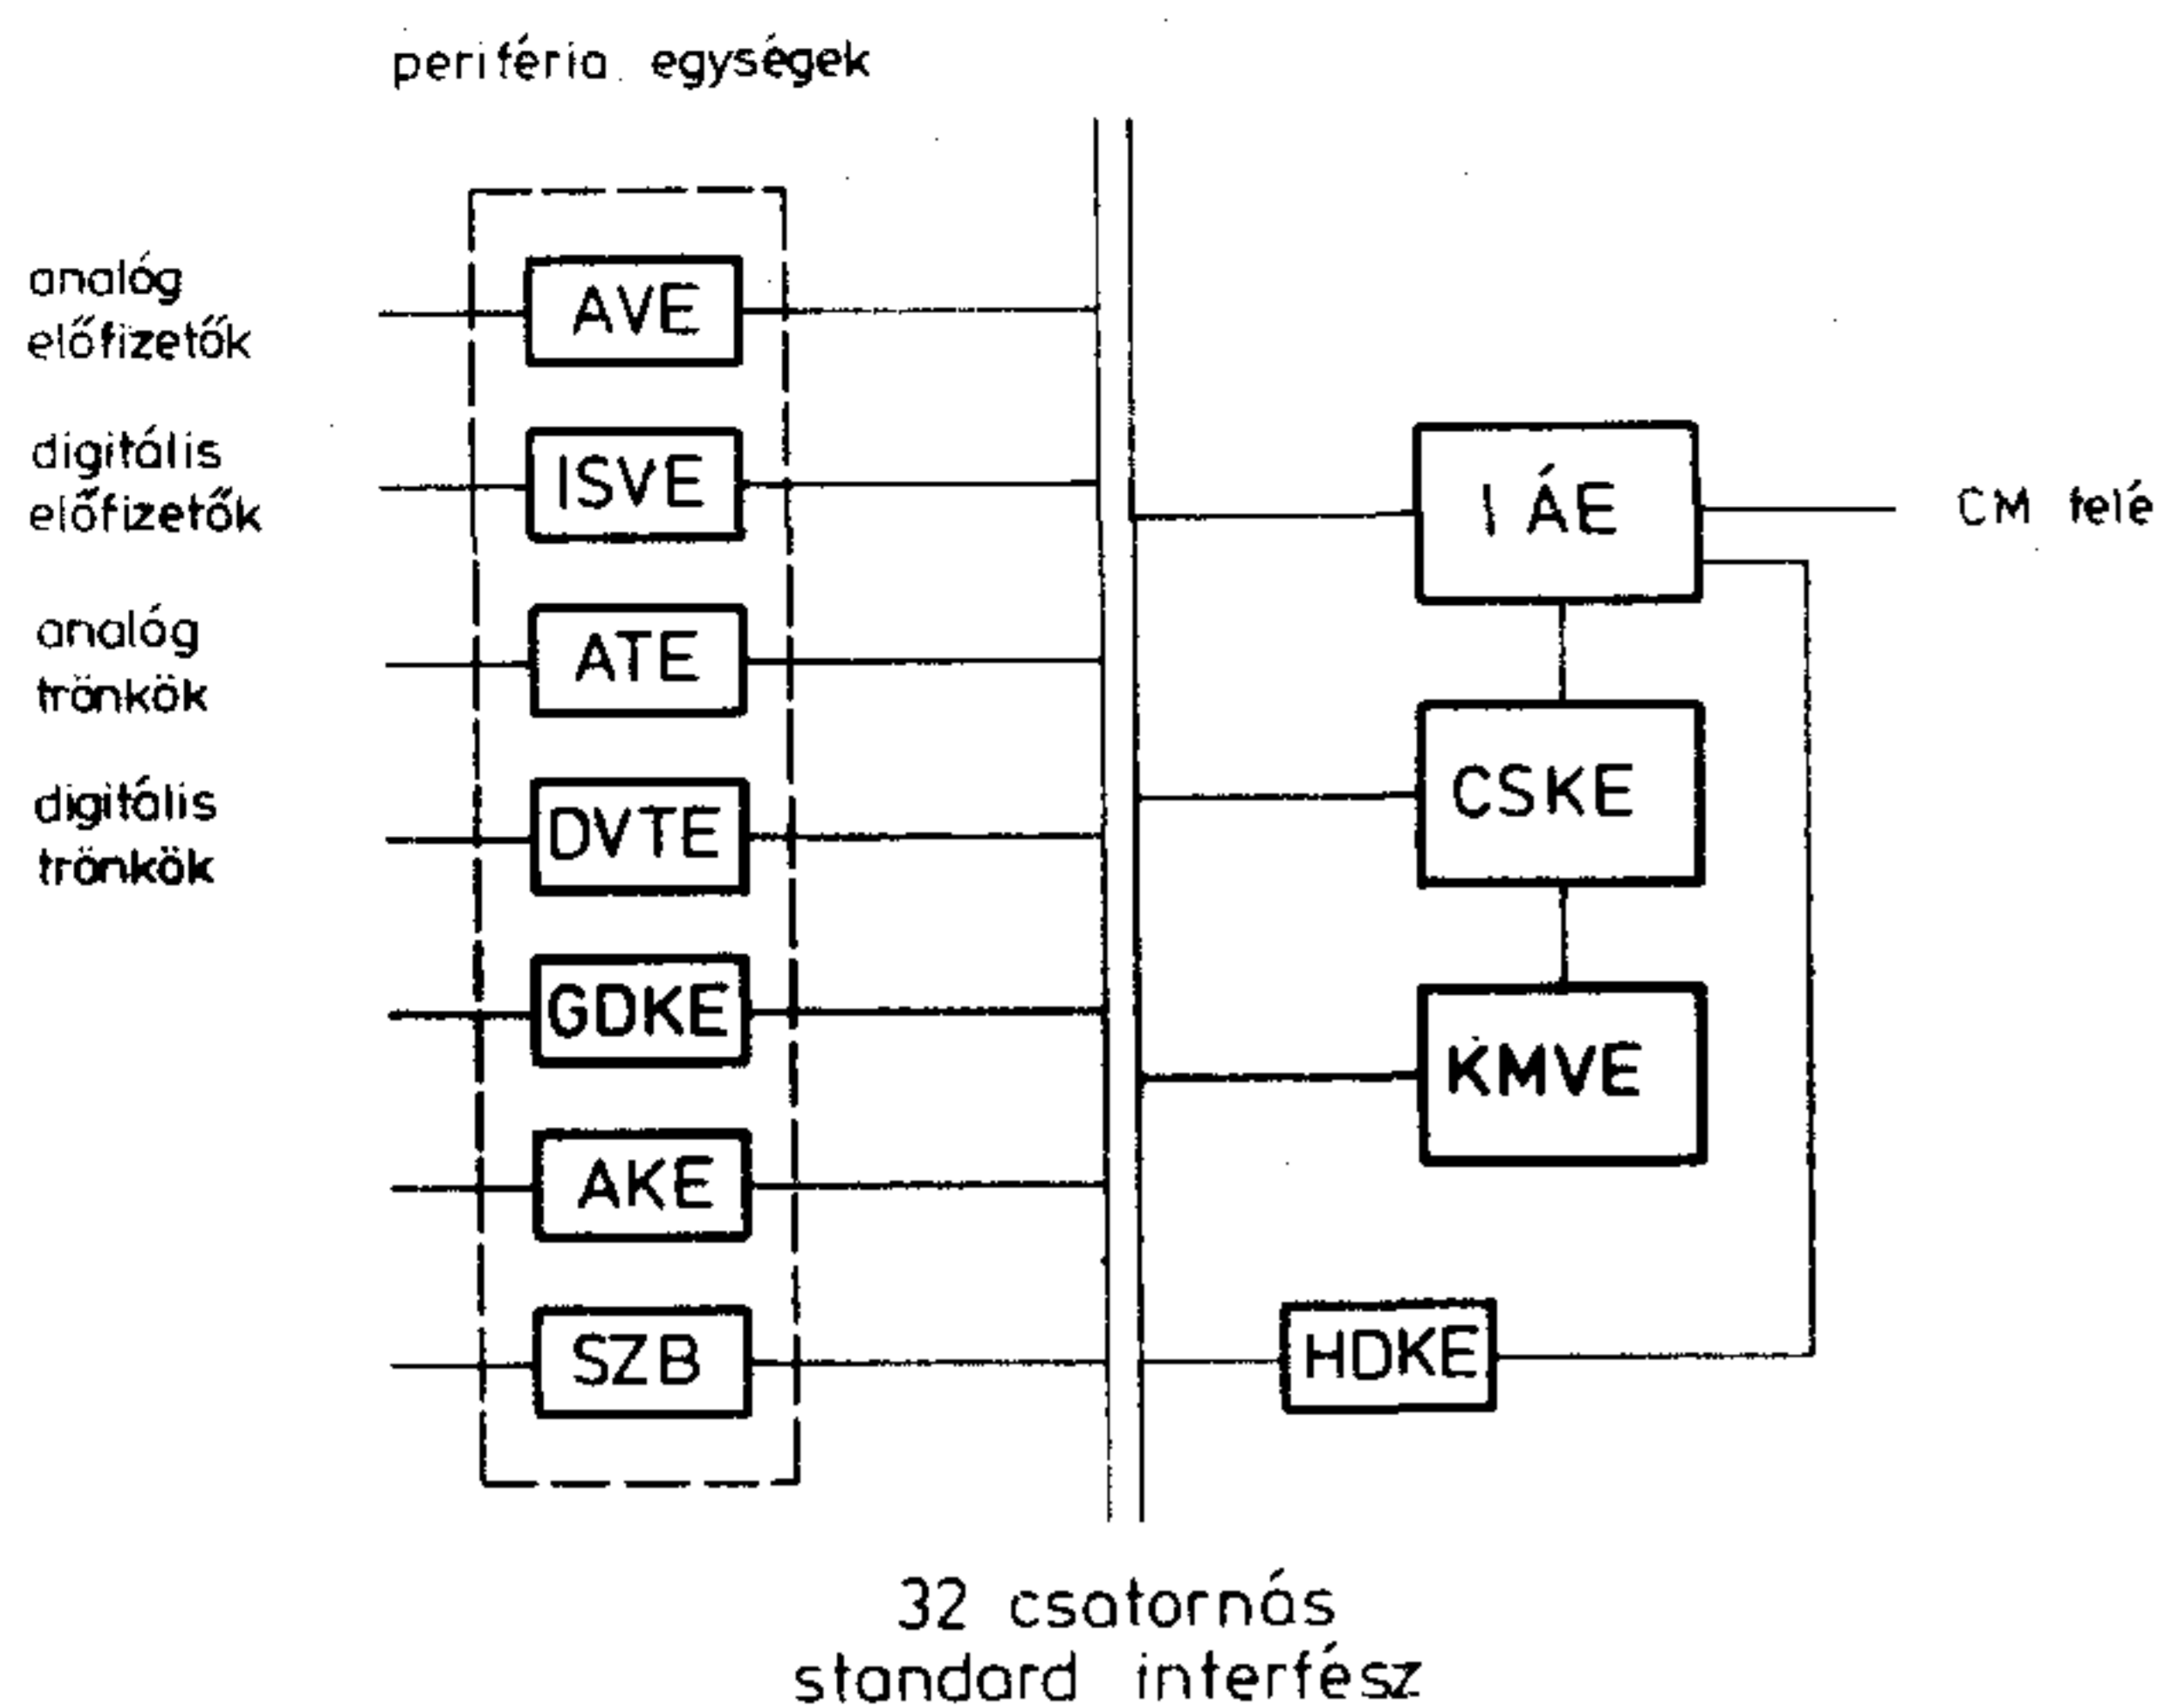 periféria egységek
analóg
előfizetők
AVE
digitális
előfizetők
ISVE
analóg
trönkök
ATE
digitális
trönkök
DVTE
GDKE
AKE
SZB
IÁE
CM felé
CSKE
KMVE
HDKE
32 csatornás
standard interfész